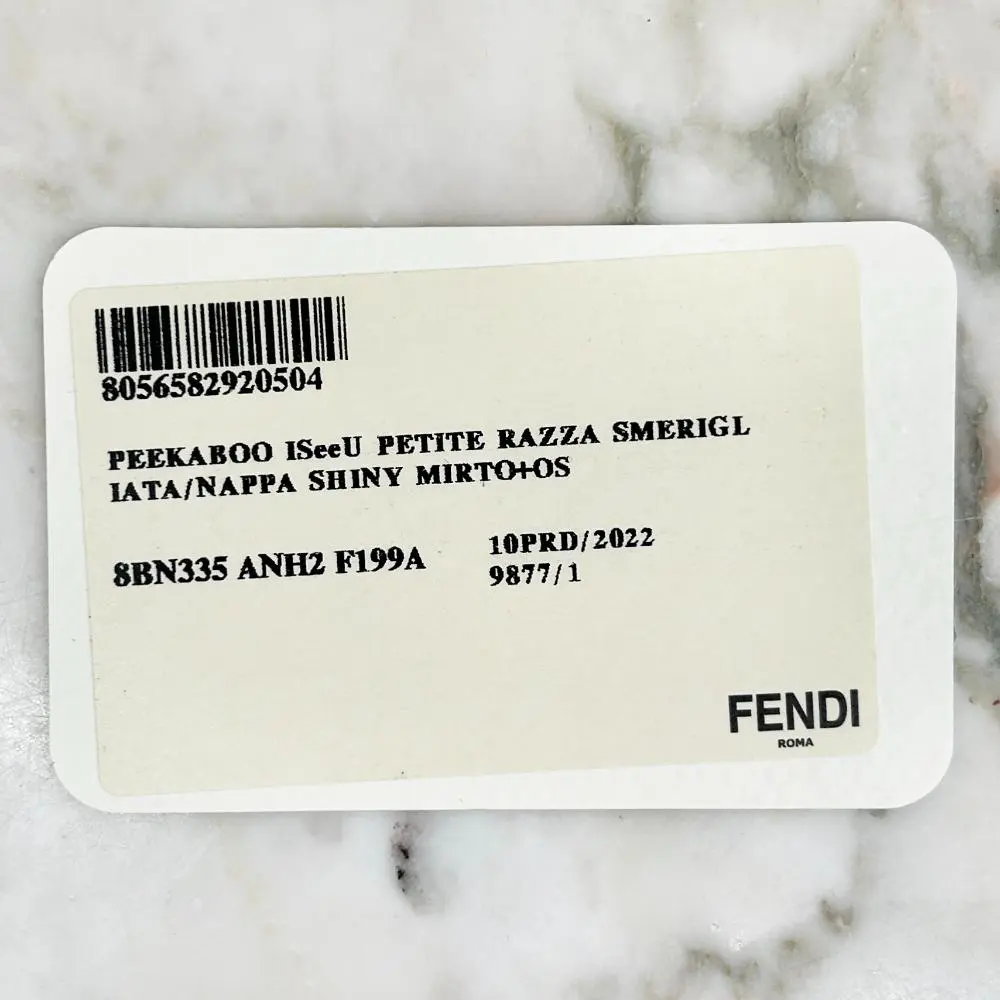 8056582920504
PEEKABOO ISeeU PETITE RAZZA SMERIGL
IATA/NAPPA SHINY MIRTO+OS
8BN335 ANH2 F199A
10PRD/2022
9877/1
FENDI
ROMA